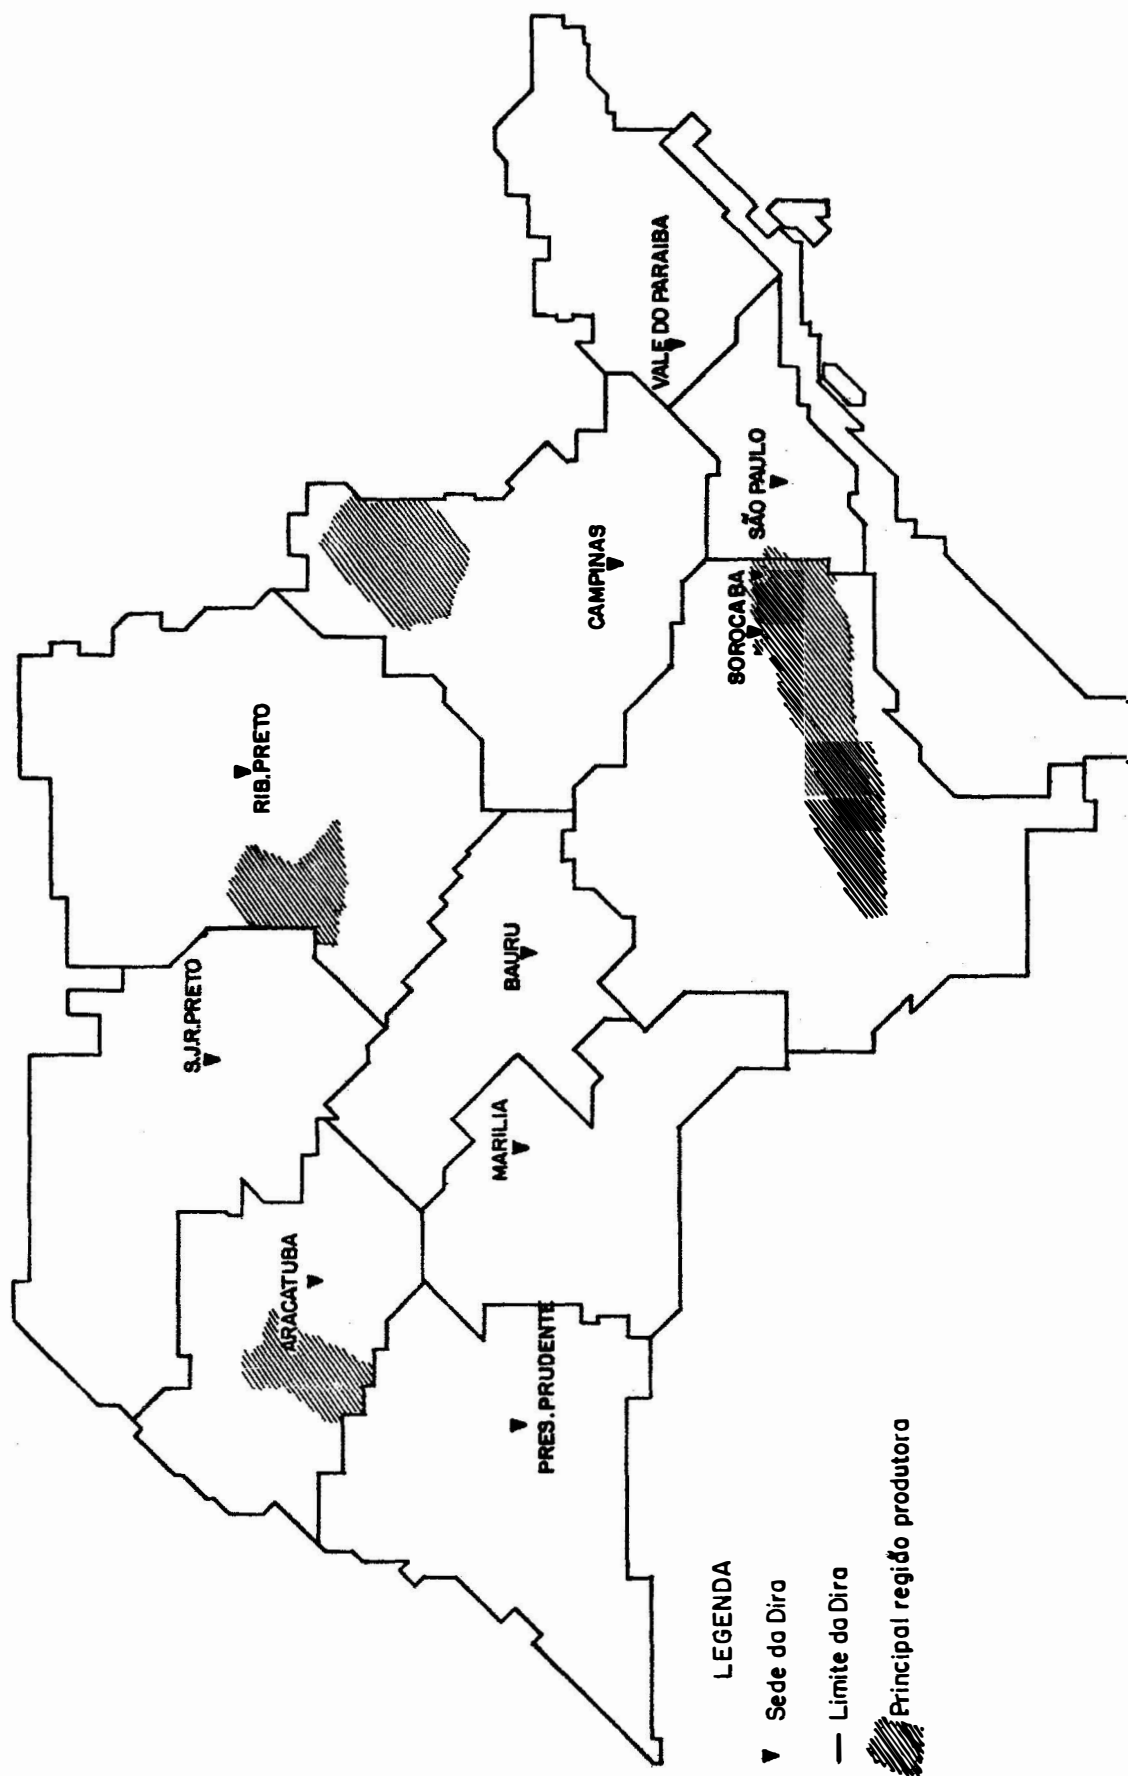 S.J.R.PRETO
RIB.PRETO
ARACATUBA
MARILIA
BAURU
PRES.PRUDENTE
CAMPINAS
VALE DO PARAIBA
SOROCABA
SÃO PAULO
LEGENDA
Sede da Dira
Limite da Dira
Principal região produtora